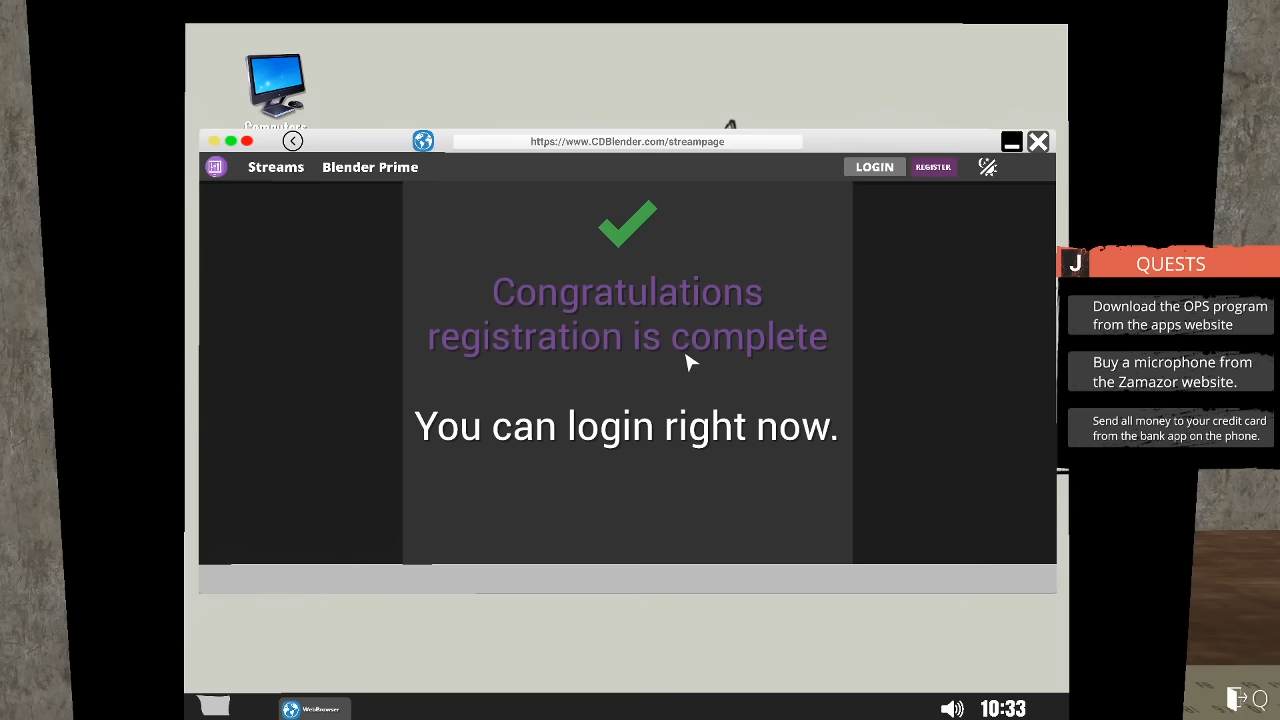 Computers
https://www.CDBlender.com/streampage
Streams Blender Prime LOGIN REGISTER
Congratulations
registration is complete
You can login right now.
J QUESTS
Download the OPS program
from the apps website
Buy a microphone from
the Zamazor website.
Send all money to your credit card
from the bank app on the phone.
WebBrowser
10:33
Q